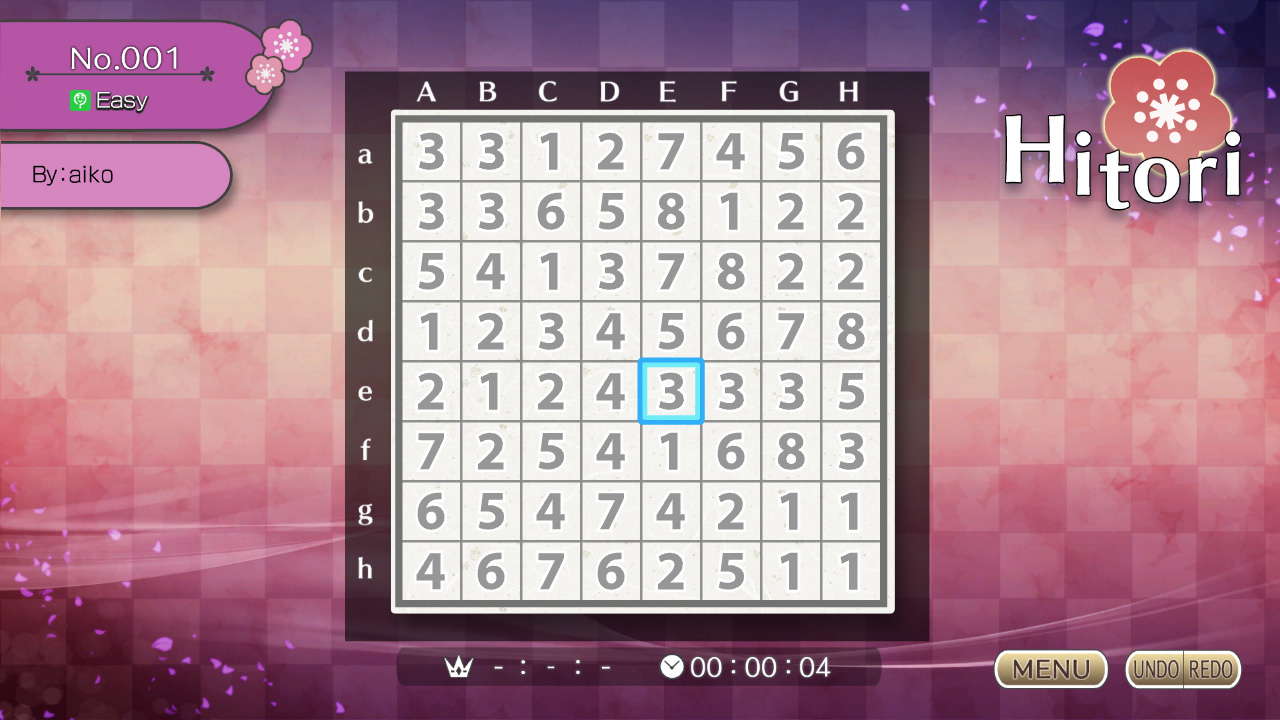 No.001
Easy
By:aiko
Hitori
A B C D E F G H
a 3 3 1 2 7 4 5 6
b 3 3 6 5 8 1 2 2
c 5 4 1 3 7 8 2 2
d 1 2 3 4 5 6 7 8
e 2 1 2 4 3 3 3 5
f 7 2 5 4 1 6 8 3
g 6 5 4 7 4 2 1 1
h 4 6 7 6 2 5 1 1
- : - : - 00 : 00 : 04
MENU UNDO REDO